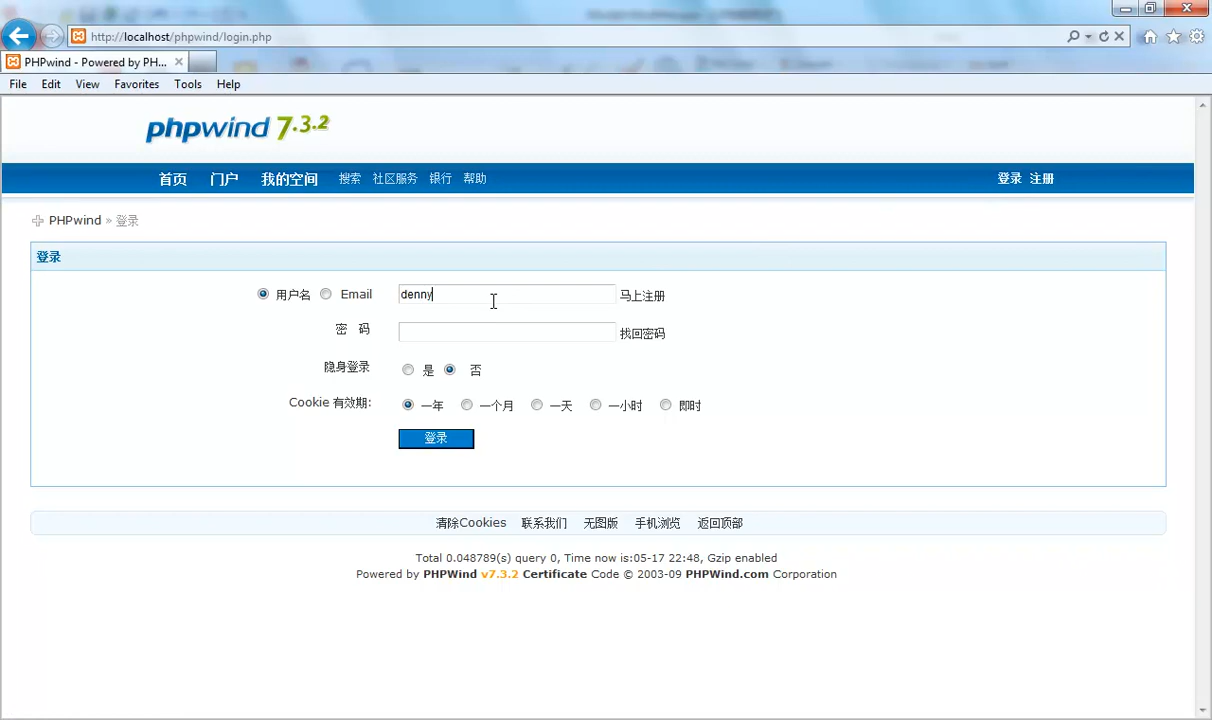 http://localhost/phpwind/login.php
PHPwind - Powered by PH...
File Edit View Favorites Tools Help
phpwind 7.3.2
首页 门户 我的空间 搜索 社区服务 银行 帮助 登录 注册
PHPwind » 登录
登录
用户名 Email denny 马上注册
密 码 找回密码
隐身登录 是 否
Cookie 有效期: 一年 一个月 一天 一小时 即时
登录
清除Cookies 联系我们 无图版 手机浏览 返回顶部
Total 0.048789(s) query 0, Time now is:05-17 22:48, Gzip enabled
Powered by PHPWind v7.3.2 Certificate Code © 2003-09 PHPWind.com Corporation